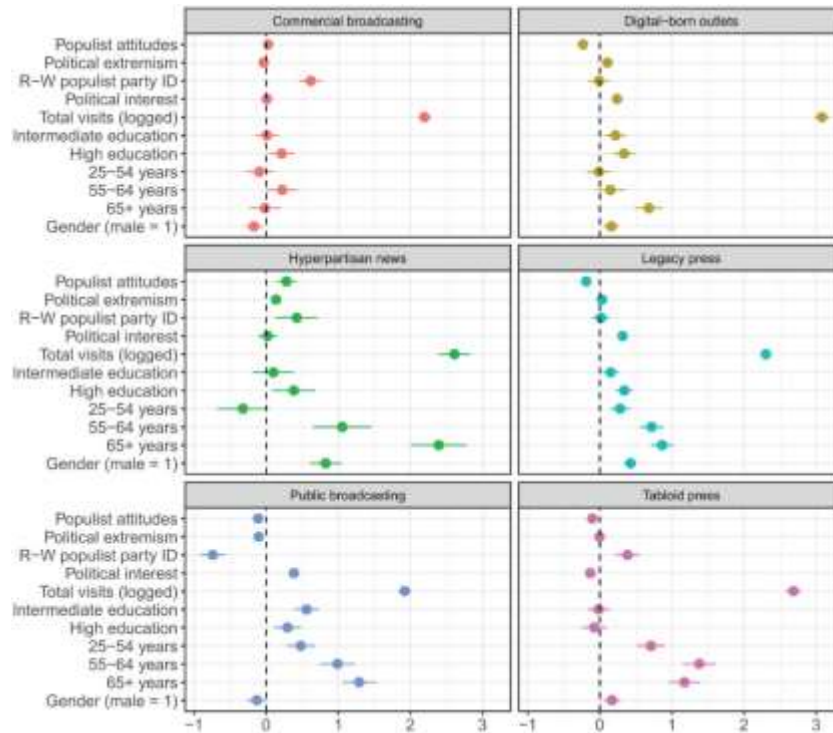 Commercial broadcasting
Digital-born outlets
Populist attitudes
Political extremism
R-W populist party ID
Political interest
Total visits (logged)
Intermediate education
High education
25-54 years
55-64 years
65+ years
Gender (male = 1)
Hyperpartisan news
Legacy press
Populist attitudes
Political extremism
R-W populist party ID
Political interest
Total visits (logged)
Intermediate education
High education
25-54 years
55-64 years
65+ years
Gender (male = 1)
Public broadcasting
Tabloid press
Populist attitudes
Political extremism
R-W populist party ID
Political interest
Total visits (logged)
Intermediate education
High education
25-54 years
55-64 years
65+ years
Gender (male = 1)
-1 0 1 2 3 -1 0 1 2 3